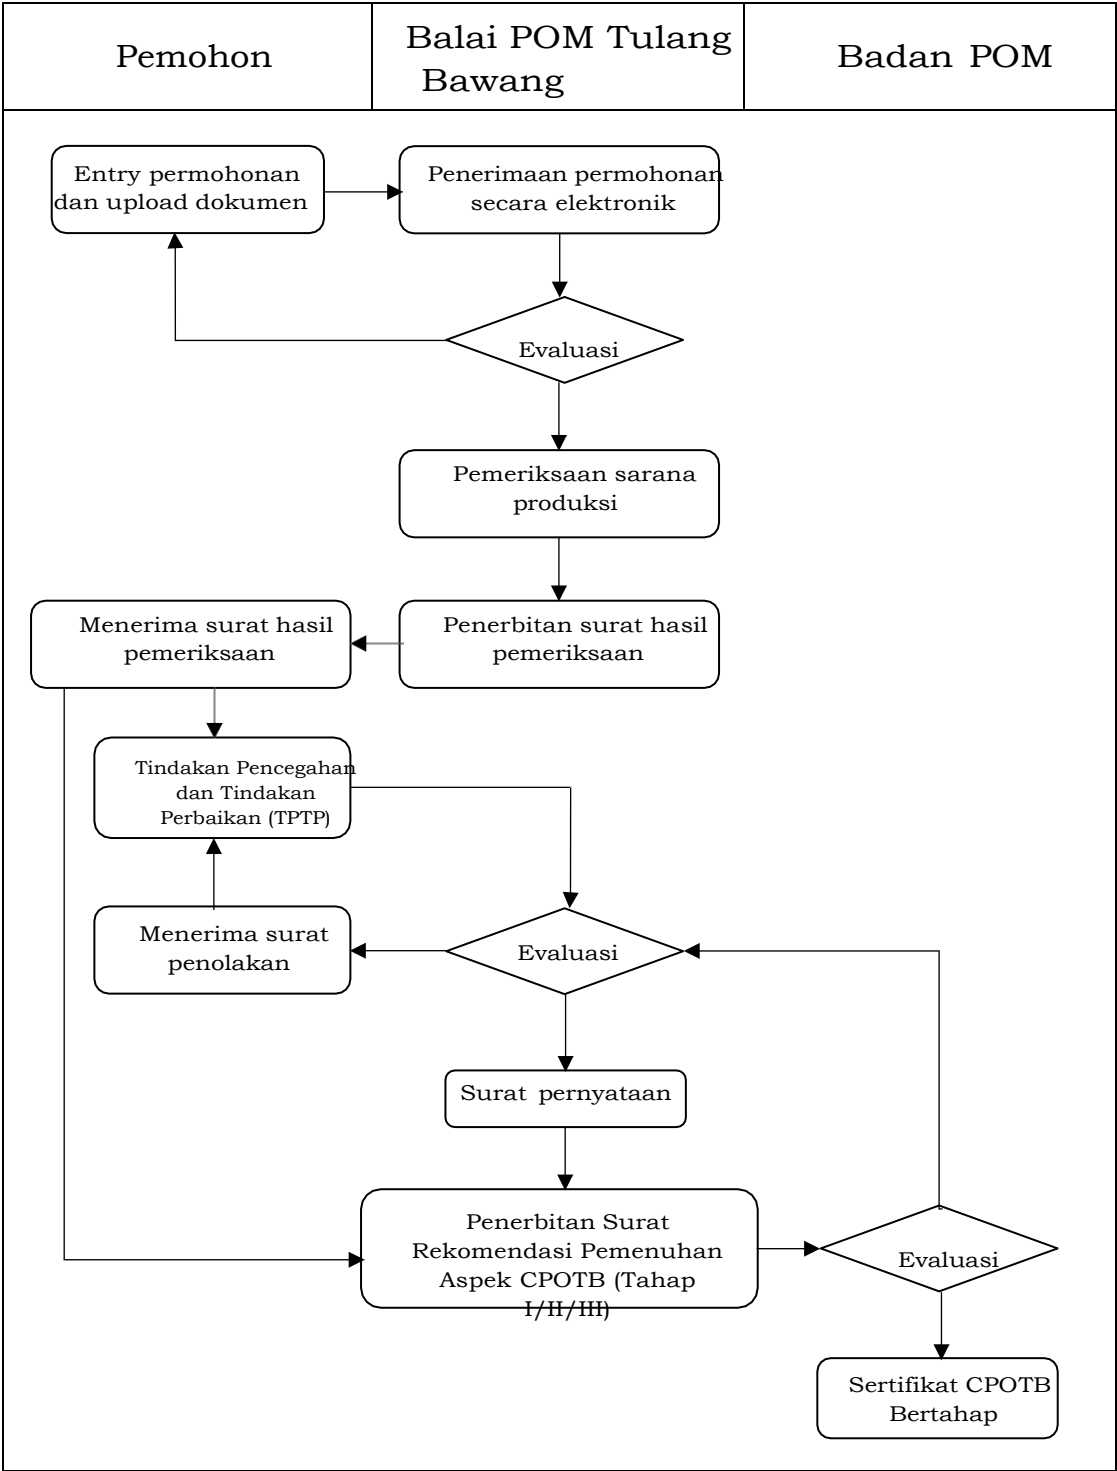 Pemohon
Balai POM Tulang
Bawang
Badan POM
Entry permohonan
dan upload dokumen
Penerimaan permohonan
secara elektronik
Evaluasi
Pemeriksaan sarana
produksi
Menerima surat hasil
pemeriksaan
Penerbitan surat hasil
pemeriksaan
Tindakan Pencegahan
dan Tindakan
Perbaikan (TPTP)
Menerima surat
penolakan
Evaluasi
Surat pernyataan
Penerbitan Surat
Rekomendasi Pemenuhan
Aspek CPOTB (Tahap
I/II/III)
Evaluasi
Sertifikat CPOTB
Bertahap